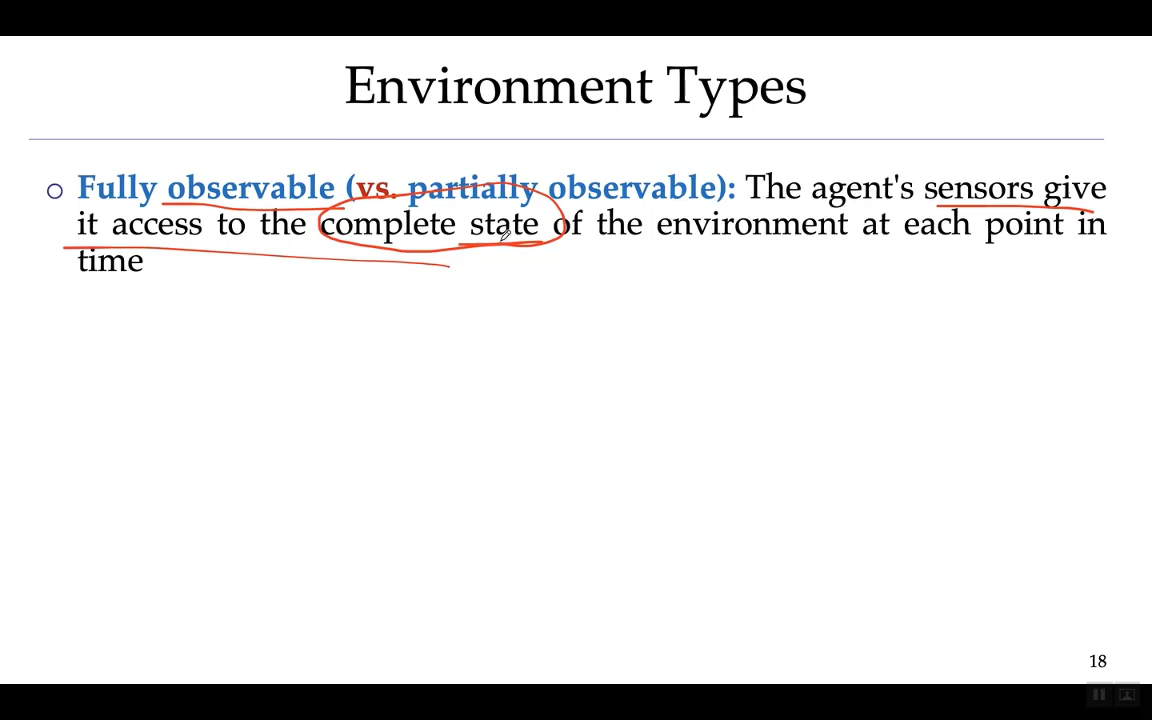 Environment Types
Fully observable (vs. partially observable): The agent's sensors give
it access to the complete state of the environment at each point in
time
18